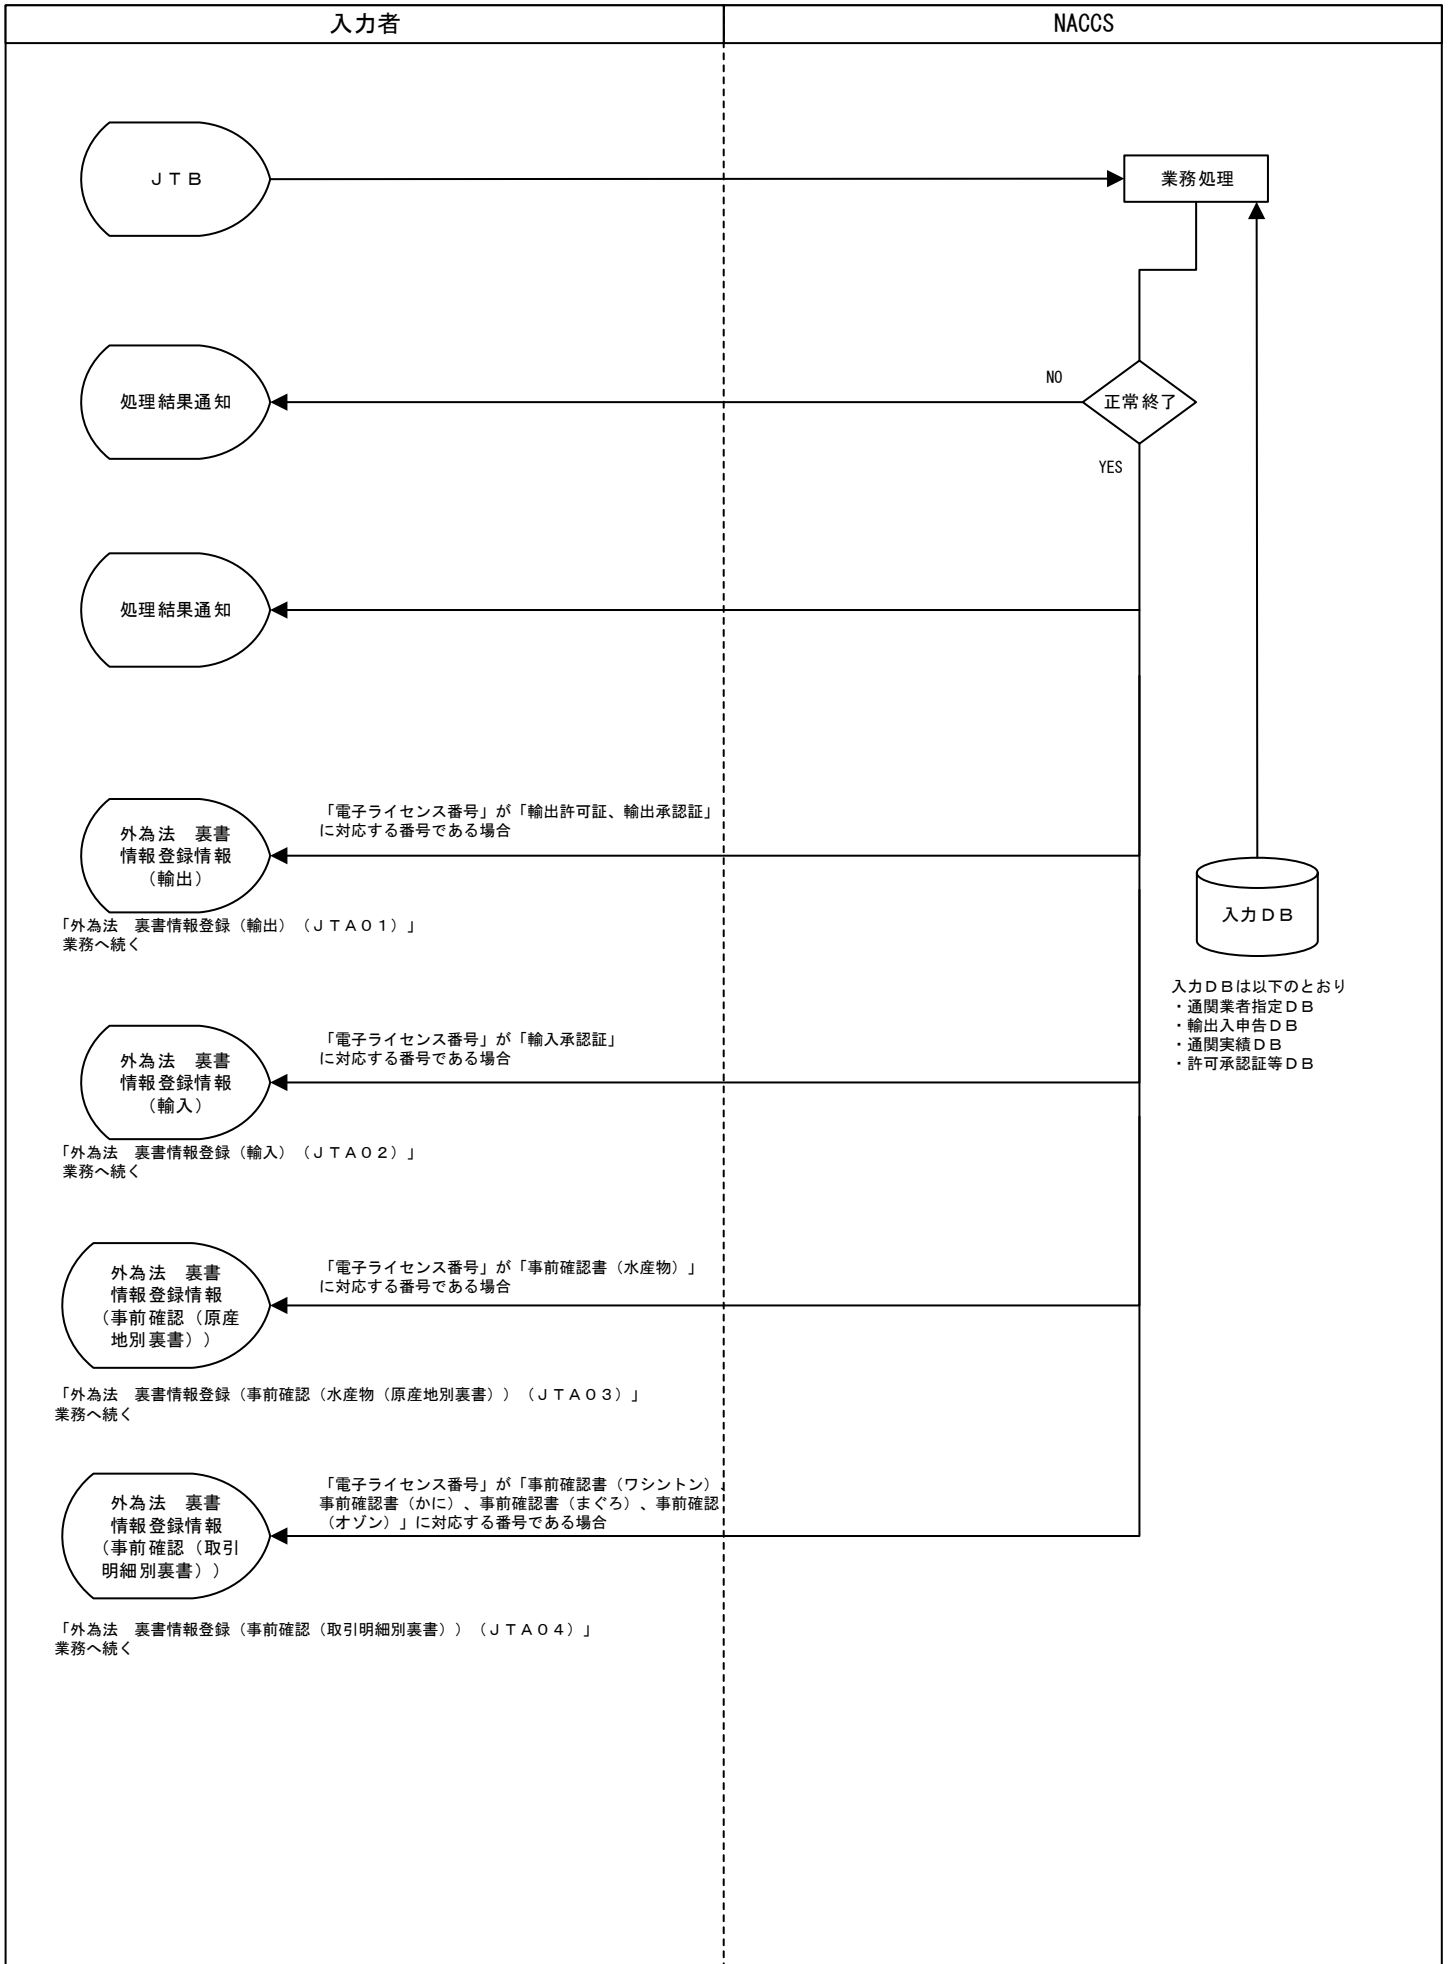 入力者
NACCS
ＪＴＢ
業務処理
NO
処理結果通知
正常終了
YES
処理結果通知
「電子ライセンス番号」が「輸出許可証、輸出承認証」
に対応する番号である場合
外為法　裏書
情報登録情報
（輸出）
「外為法　裏書情報登録（輸出）（ＪＴＡ０１）」
業務へ続く
入力ＤＢ
入力ＤＢは以下のとおり
・通関業者指定ＤＢ
・輸出入申告ＤＢ
・通関実績ＤＢ
・許可承認証等ＤＢ
「電子ライセンス番号」が「輸入承認証」
に対応する番号である場合
外為法　裏書
情報登録情報
（輸入）
「外為法　裏書情報登録（輸入）（ＪＴＡ０２）」
業務へ続く
「電子ライセンス番号」が「事前確認書（水産物）」
に対応する番号である場合
外為法　裏書
情報登録情報
（事前確認（原産
地別裏書））
「外為法　裏書情報登録（事前確認（水産物（原産地別裏書））（ＪＴＡ０３）」
業務へ続く
「電子ライセンス番号」が「事前確認書（ワシントン）、
事前確認書（かに）、事前確認書（まぐろ）、事前確認
（オゾン）」に対応する番号である場合
外為法　裏書
情報登録情報
（事前確認（取引
明細別裏書））
「外為法　裏書情報登録（事前確認（取引明細別裏書））（ＪＴＡ０４）」
業務へ続く